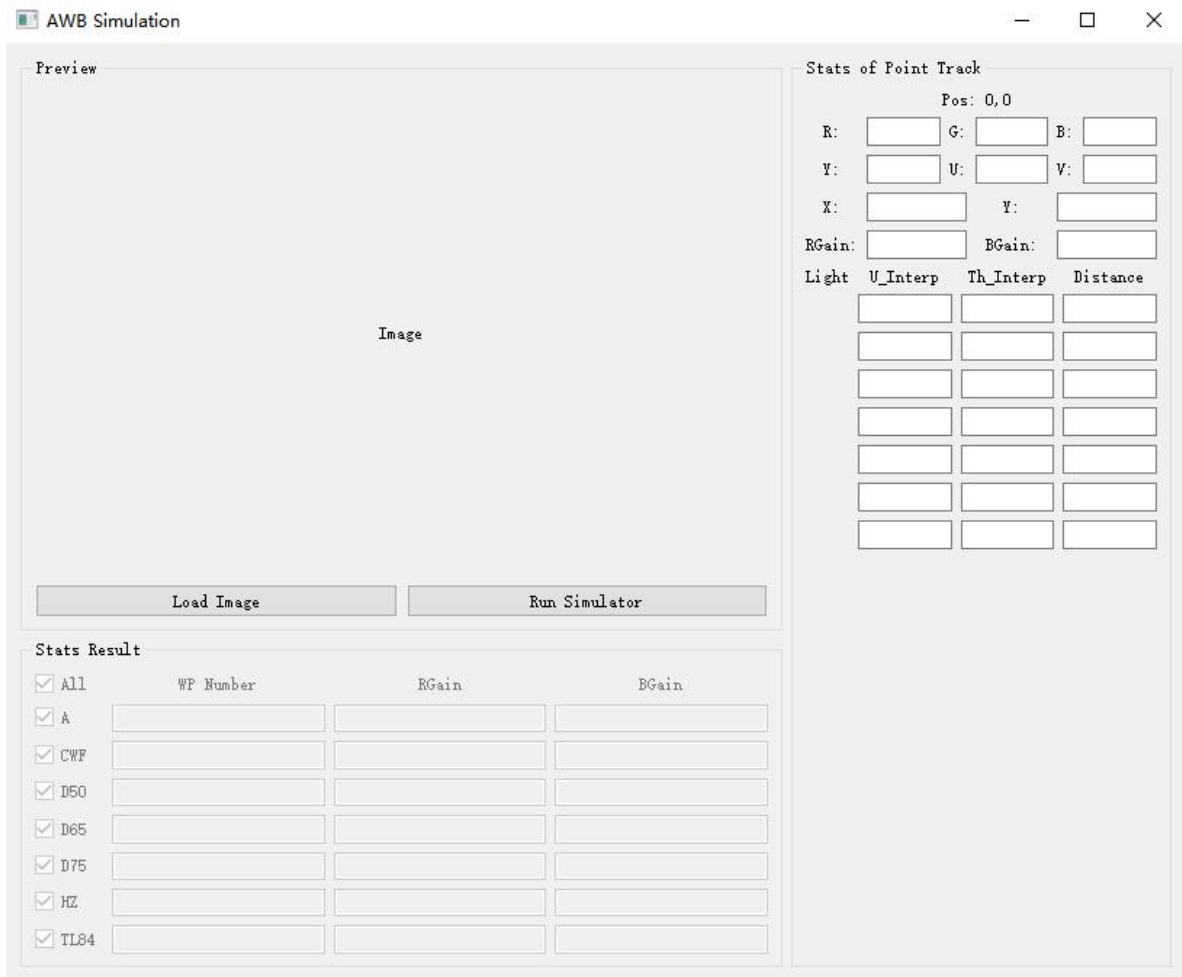 AWB Simulation
Preview
Image
Load Image Run Simulator
Stats Result
All WP Number RGain BGain
A
CWF
D50
D65
D75
HZ
TL84
Stats of Point Track
Pos: 0,0
R: G: B:
Y: U: V:
X: Y:
RGain: BGain:
Light U_Interp Th_Interp Distance